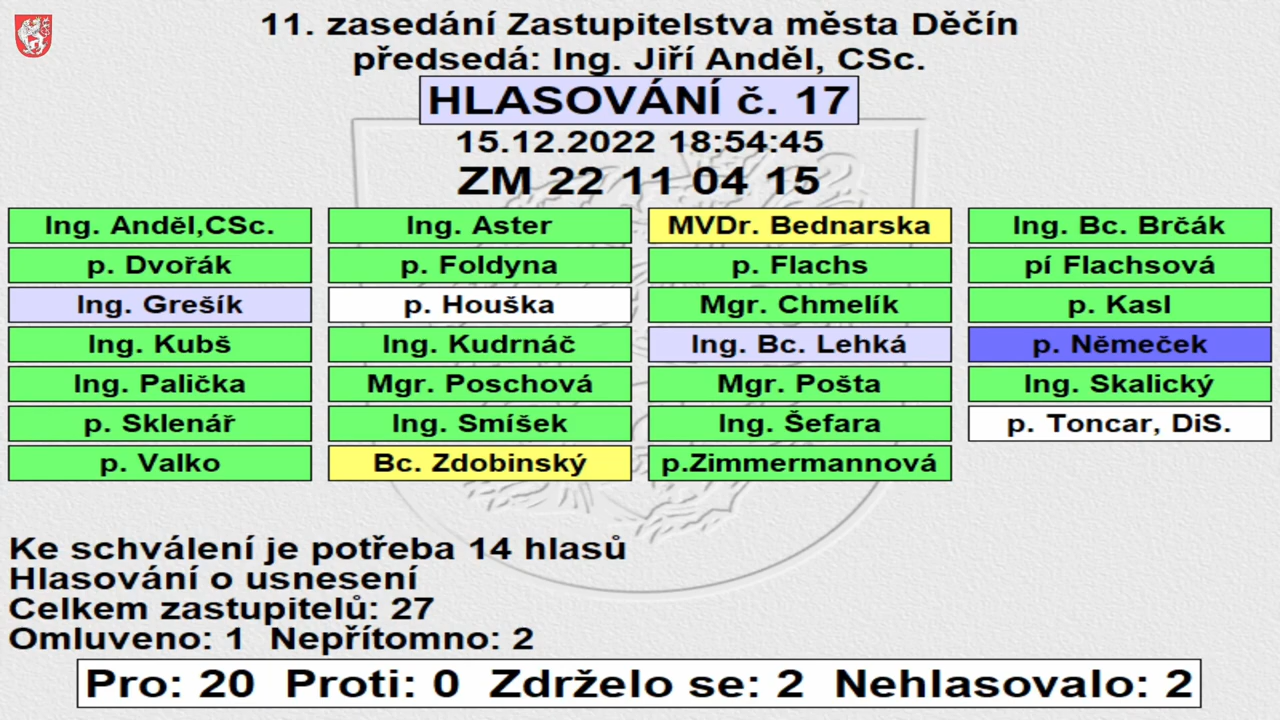 11. zasedání Zastupitelstva města Děčín
předsedá: Ing. Jiří Anděl, CSc.
HLASOVÁNÍ č. 17
15.12.2022 18:54:45
ZM 22 11 04 15
Ing. Anděl,CSc. Ing. Aster MVDr. Bednarska Ing. Bc. Brčák
p. Dvořák p. Foldyna p. Flachs pí Flachsová
Ing. Grešík p. Houška Mgr. Chmelík p. Kasl
Ing. Kubš Ing. Kudrnáč Ing. Bc. Lehká p. Němeček
Ing. Palička Mgr. Poschová Mgr. Pošta Ing. Skalický
p. Sklenář Ing. Smíšek Ing. Šefara p. Toncar, DiS.
p. Valko Bc. Zdobinský p.Zimmermannová
Ke schválení je potřeba 14 hlasů
Hlasování o usnesení
Celkem zastupitelů: 27
Omluveno: 1 Nepřítomno: 2
Pro: 20 Proti: 0 Zdrželo se: 2 Nehlasovalo: 2